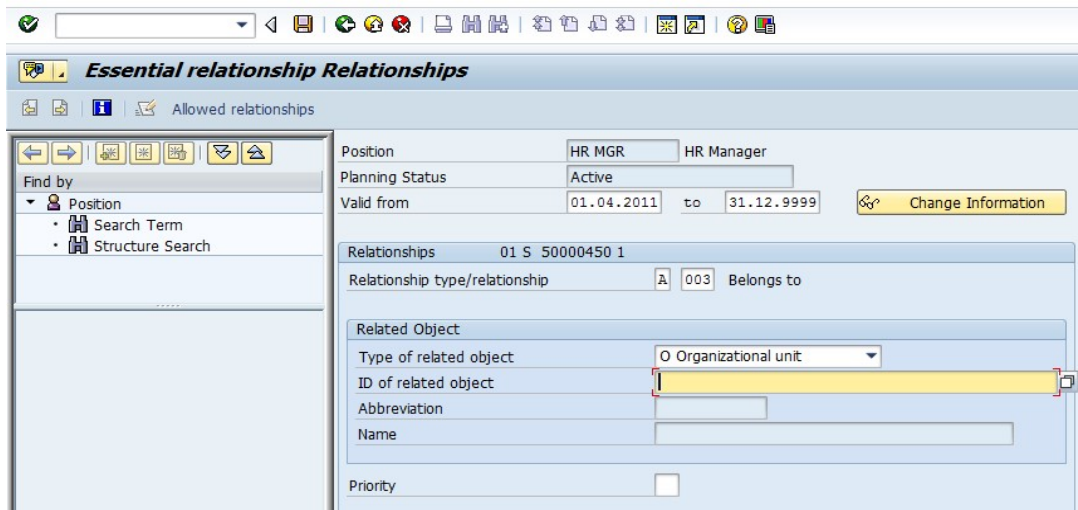 Essential relationship Relationships
Allowed relationships
Find by
Position
Search Term
Structure Search
Position HR MGR HR Manager
Planning Status Active
Valid from 01.04.2011 to 31.12.9999 Change Information
Relationships 01 S 50000450 1
Relationship type/relationship A 003 Belongs to
Related Object
Type of related object O Organizational unit
ID of related object
Abbreviation
Name
Priority